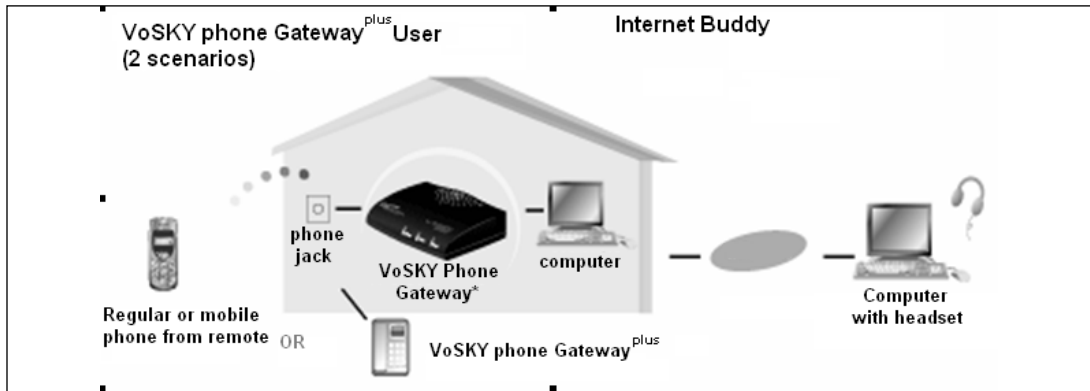 VoSKY phone Gateway plus User
(2 scenarios)
Internet Buddy
phone
jack
VoSKY Phone
Gateway*
computer
Regular or mobile
phone from remote
OR
VoSKY phone Gateway plus
Computer
with headset